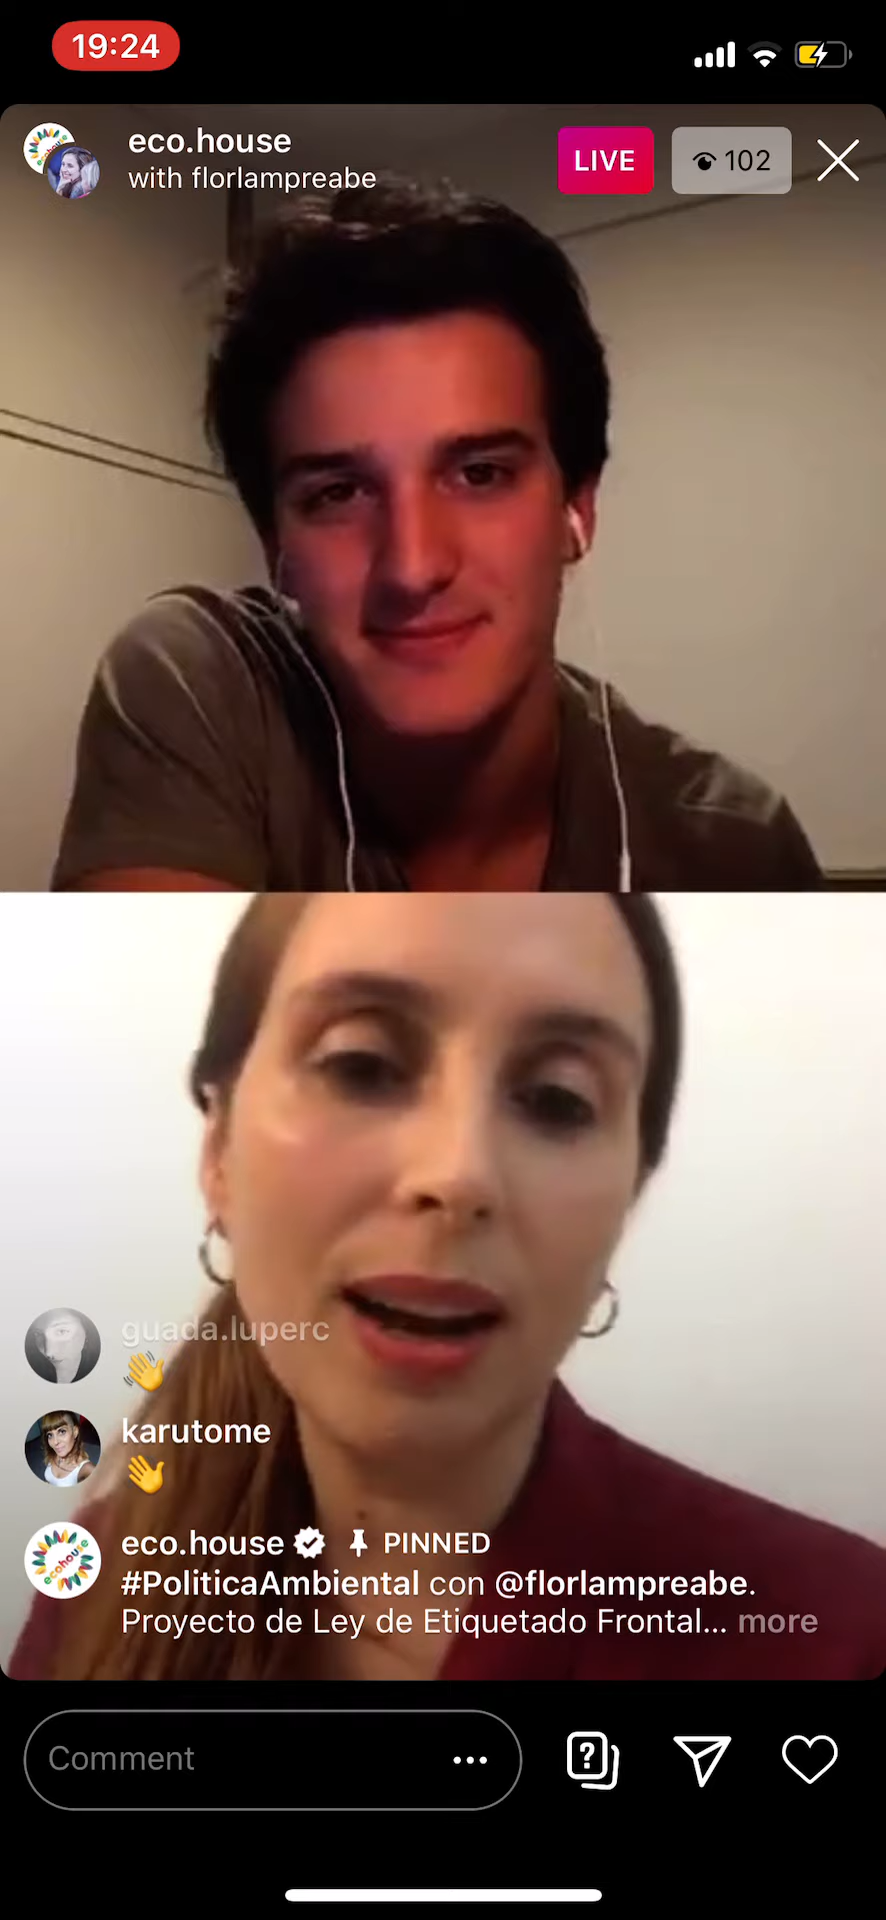 19:24
eco.house
with florlampreabe
LIVE
102
guada.luperc
👋
karutome
👋
eco.house PINNED
#PoliticaAmbiental con @florlampreabe.
Proyecto de Ley de Etiquetado Frontal... more
Comment
?
ecohouse